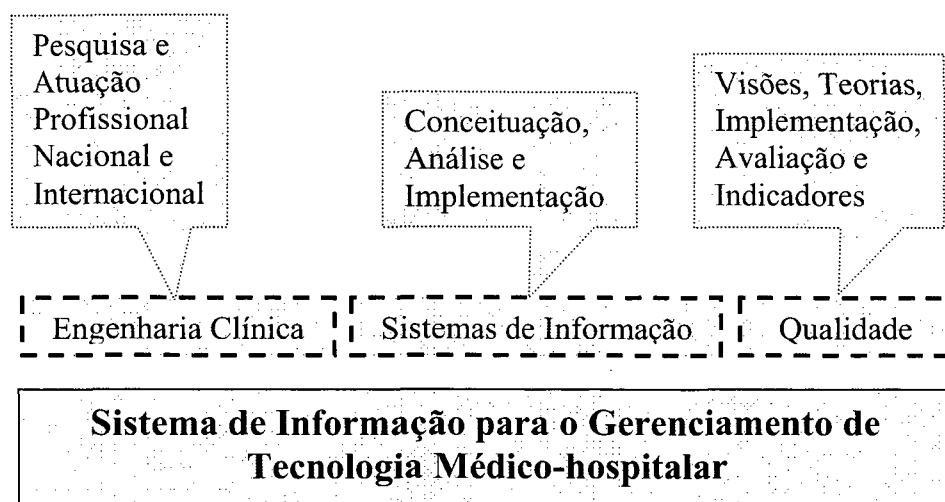 Pesquisa e
Atuação
Profissional
Nacional e
Internacional
Conceituação,
Análise e
Implementação
Visões, Teorias,
Implementação,
Avaliação e
Indicadores
Engenharia Clínica
Sistemas de Informação
Qualidade
Sistema de Informação para o Gerenciamento de
Tecnologia Médico-hospitalar